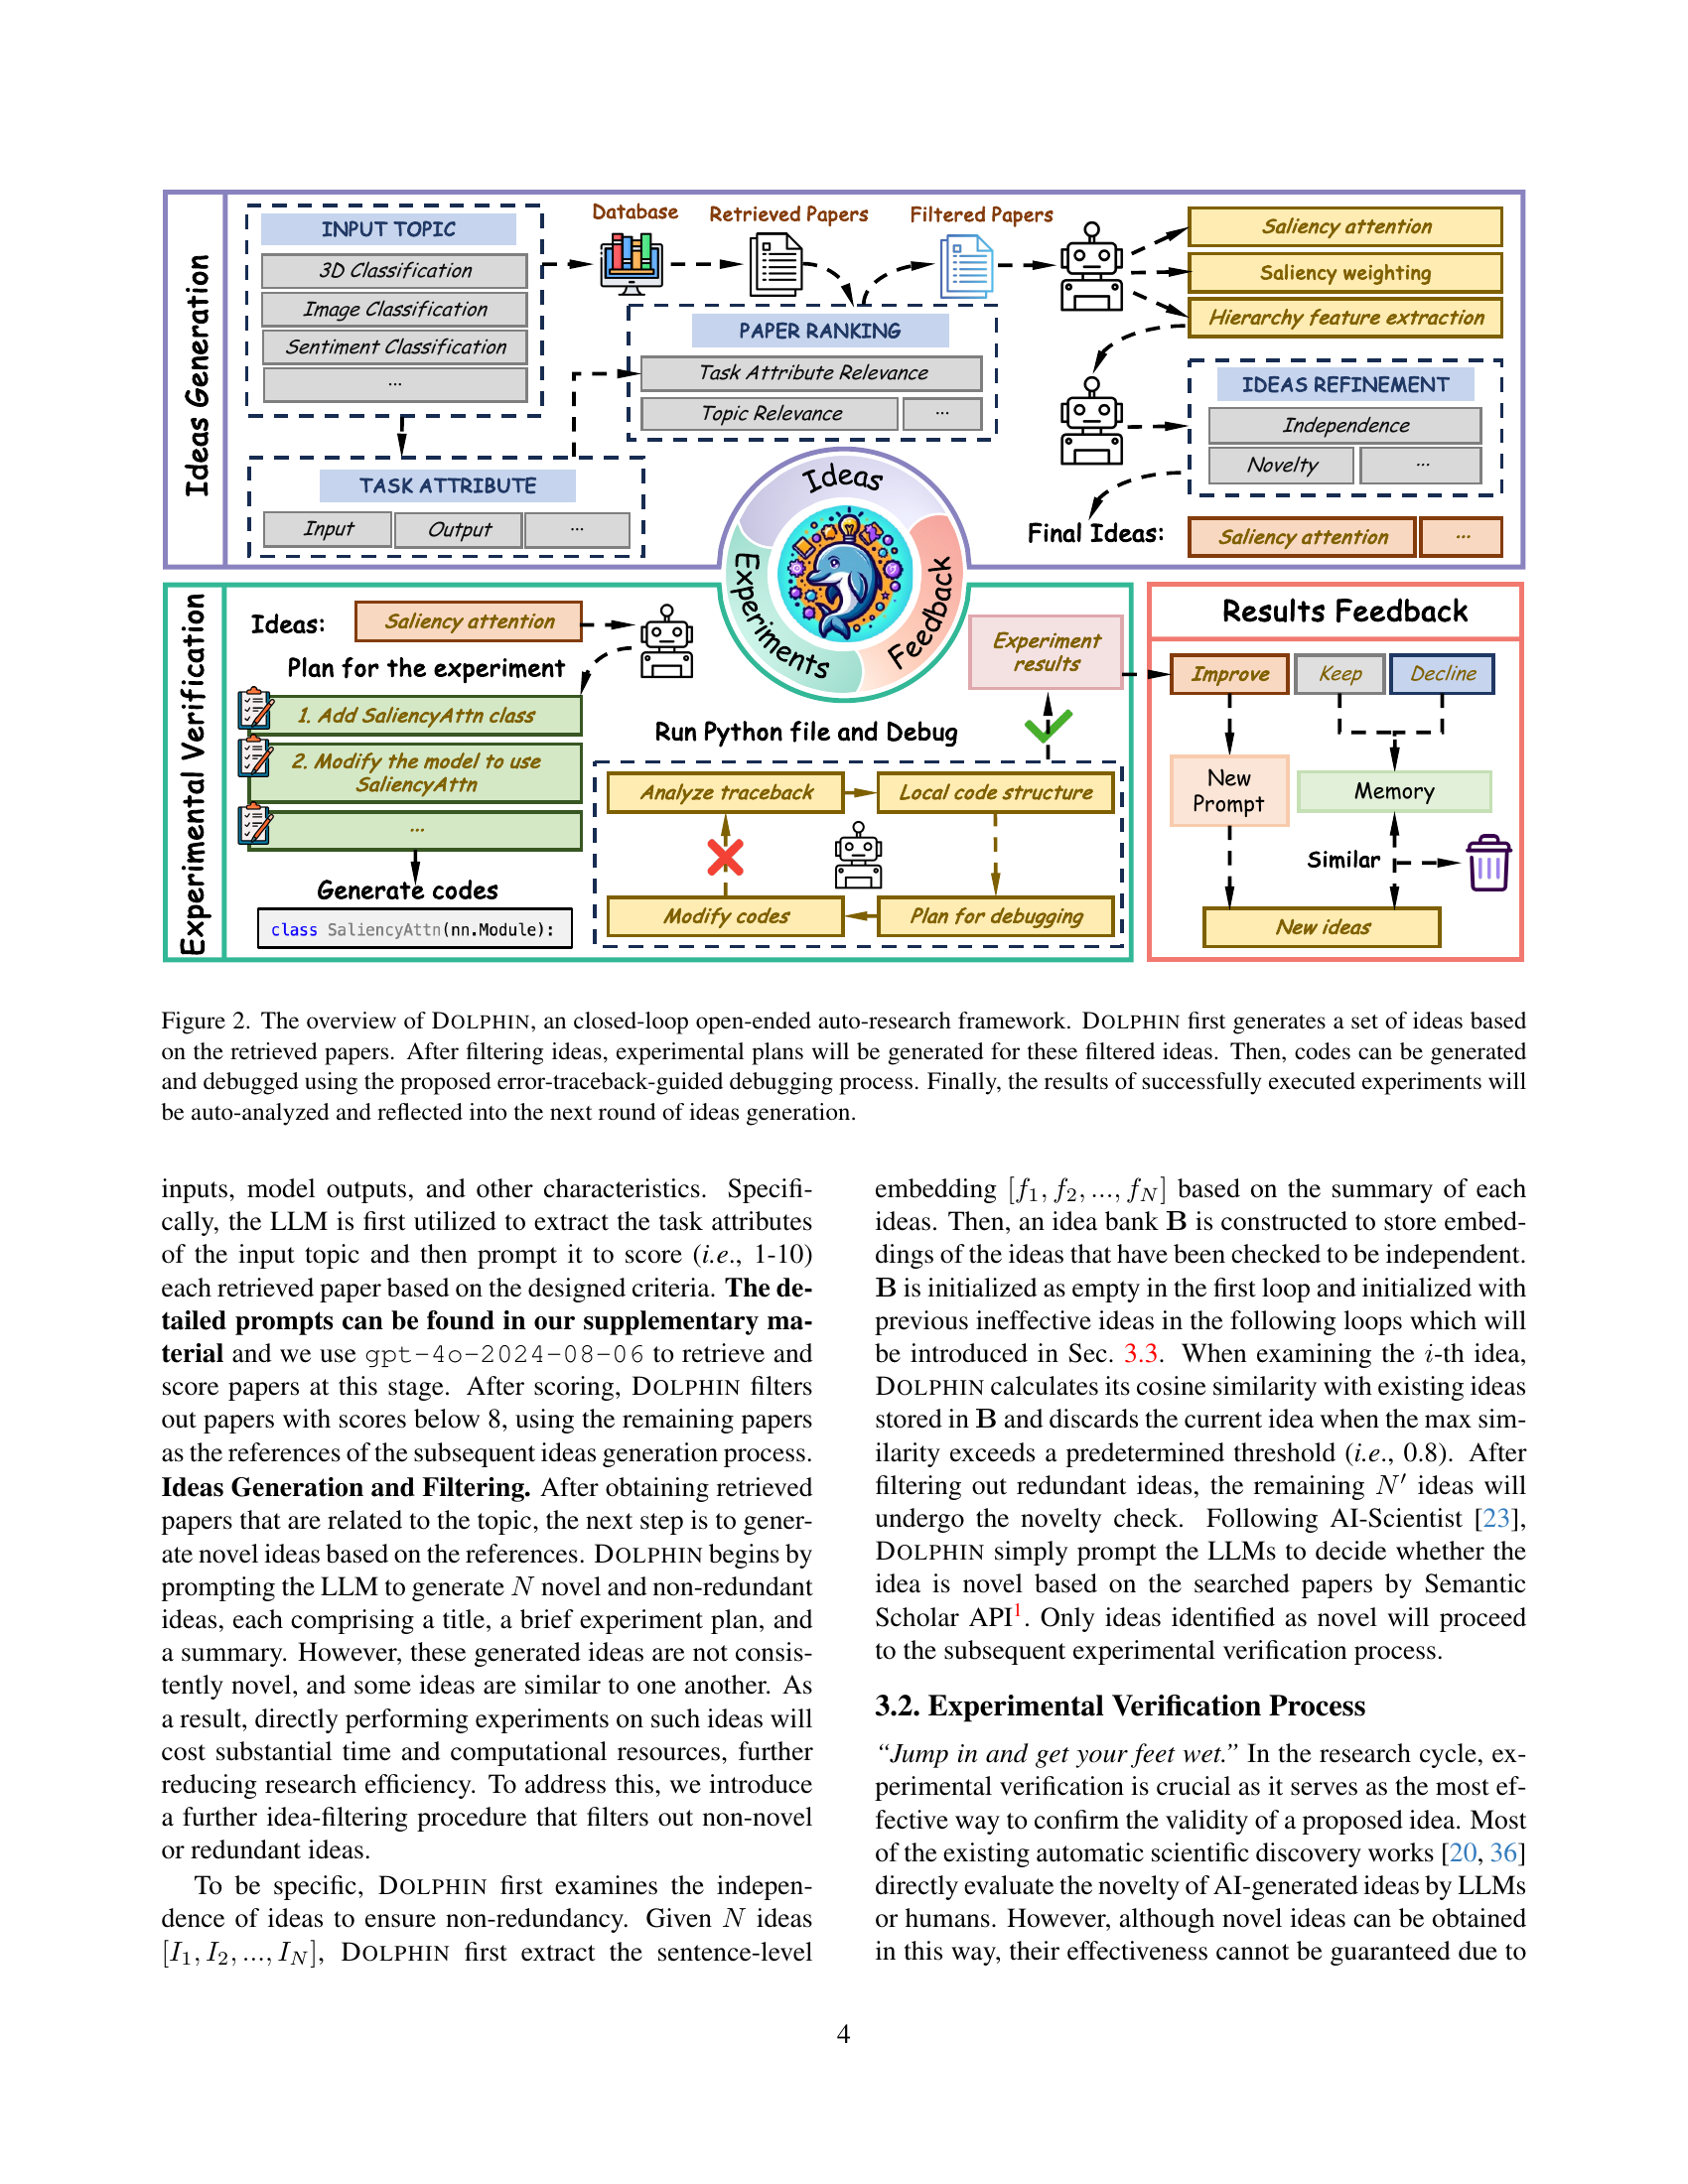 Ideas Generation
INPUT TOPIC
3D Classification
Image Classification
Sentiment Classification
...
TASK ATTRIBUTE
Input
Output
...
Database
Retrieved Papers
Filtered Papers
PAPER RANKING
Task Attribute Relevance
Topic Relevance
...
Saliency attention
Saliency weighting
Hierarchy feature extraction
IDEAS REFINEMENT
Independence
Novelty
...
Final Ideas:
Saliency attention
...
Ideas
Experiments
Feedback
Experimental Verification
Ideas:
Saliency attention
Plan for the experiment
1. Add SaliencyAttn class
2. Modify the model to use
SaliencyAttn
...
Generate codes
class SaliencyAttn(nn.Module):
Run Python file and Debug
Analyze traceback
Local code structure
Modify codes
Plan for debugging
Experiment
results
Results Feedback
Improve
Keep
Decline
New
Prompt
Memory
Similar
New ideas
Figure 2. The overview of DOLPHIN, an closed-loop open-ended auto-research framework. DOLPHIN first generates a set of ideas based
on the retrieved papers. After filtering ideas, experimental plans will be generated for these filtered ideas. Then, codes can be generated
and debugged using the proposed error-traceback-guided debugging process. Finally, the results of successfully executed experiments will
be auto-analyzed and reflected into the next round of ideas generation.
inputs, model outputs, and other characteristics. Specifi-
cally, the LLM is first utilized to extract the task attributes
of the input topic and then prompt it to score (i.e., 1-10)
each retrieved paper based on the designed criteria. The de-
tailed prompts can be found in our supplementary ma-
terial and we use gpt-4o-2024-08-06 to retrieve and
score papers at this stage. After scoring, DOLPHIN filters
out papers with scores below 8, using the remaining papers
as the references of the subsequent ideas generation process.
Ideas Generation and Filtering. After obtaining retrieved
papers that are related to the topic, the next step is to gener-
ate novel ideas based on the references. DOLPHIN begins by
prompting the LLM to generate N novel and non-redundant
ideas, each comprising a title, a brief experiment plan, and
a summary. However, these generated ideas are not consis-
tently novel, and some ideas are similar to one another. As
a result, directly performing experiments on such ideas will
cost substantial time and computational resources, further
reducing research efficiency. To address this, we introduce
a further idea-filtering procedure that filters out non-novel
or redundant ideas.
To be specific, DOLPHIN first examines the indepen-
dence of ideas to ensure non-redundancy. Given N ideas
[I1, I2, ..., IN], DOLPHIN first extract the sentence-level
embedding [f1, f2, ..., fN] based on the summary of each
ideas. Then, an idea bank B is constructed to store embed-
dings of the ideas that have been checked to be independent.
B is initialized as empty in the first loop and initialized with
previous ineffective ideas in the following loops which will
be introduced in Sec. 3.3. When examining the i-th idea,
DOLPHIN calculates its cosine similarity with existing ideas
stored in B and discards the current idea when the max sim-
ilarity exceeds a predetermined threshold (i.e., 0.8). After
filtering out redundant ideas, the remaining N′ ideas will
undergo the novelty check. Following AI-Scientist [23],
DOLPHIN simply prompt the LLMs to decide whether the
idea is novel based on the searched papers by Semantic
Scholar API1. Only ideas identified as novel will proceed
to the subsequent experimental verification process.
3.2. Experimental Verification Process
“Jump in and get your feet wet.” In the research cycle, ex-
perimental verification is crucial as it serves as the most ef-
fective way to confirm the validity of a proposed idea. Most
of the existing automatic scientific discovery works [20, 36]
directly evaluate the novelty of AI-generated ideas by LLMs
or humans. However, although novel ideas can be obtained
in this way, their effectiveness cannot be guaranteed due to
4